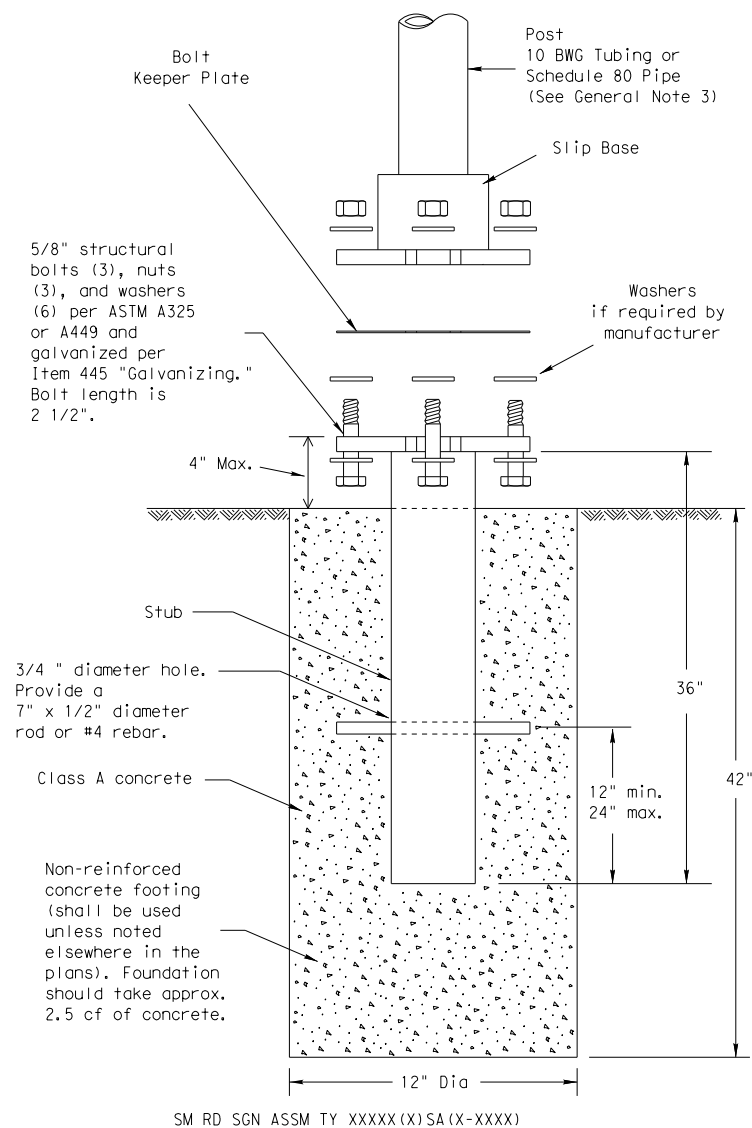 Post
10 BWG Tubing or
Schedule 80 Pipe
(See General Note 3)
Bolt
Keeper Plate
Slip Base
5/8" structural
bolts (3), nuts
(3), and washers
(6) per ASTM A325
or A449 and
galvanized per
Item 445 "Galvanizing."
Bolt length is
2 1/2".
Washers
if required by
manufacturer
4" Max.
Stub
3/4 " diameter hole.
Provide a
7" x 1/2" diameter
rod or #4 rebar.
36"
Class A concrete
12" min.
24" max.
42"
Non-reinforced
concrete footing
(shall be used
unless noted
elsewhere in the
plans). Foundation
should take approx.
2.5 cf of concrete.
12" Dia
SM RD SGN ASSM TY XXXXX(X)SA(X-XXXX)